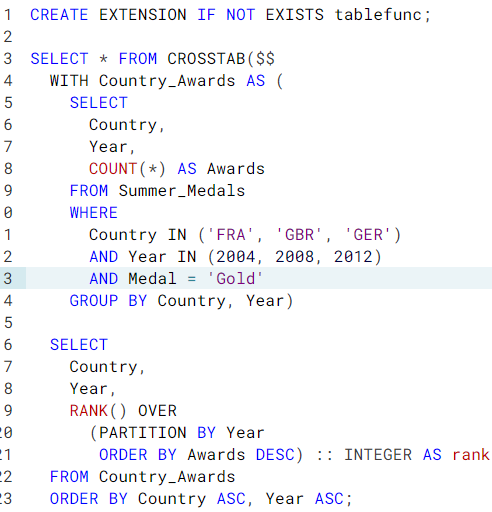 1 CREATE EXTENSION IF NOT EXISTS tablefunc;
2
3 SELECT * FROM CROSSTAB($$
4   WITH Country_Awards AS (
5     SELECT
6       Country,
7       Year,
8       COUNT(*) AS Awards
9     FROM Summer_Medals
0     WHERE
1       Country IN ('FRA', 'GBR', 'GER')
2       AND Year IN (2004, 2008, 2012)
3       AND Medal = 'Gold'
4     GROUP BY Country, Year)
5
6   SELECT
7     Country,
8     Year,
9     RANK() OVER
20       (PARTITION BY Year
21        ORDER BY Awards DESC) :: INTEGER AS rank
22   FROM Country_Awards
23   ORDER BY Country ASC, Year ASC;